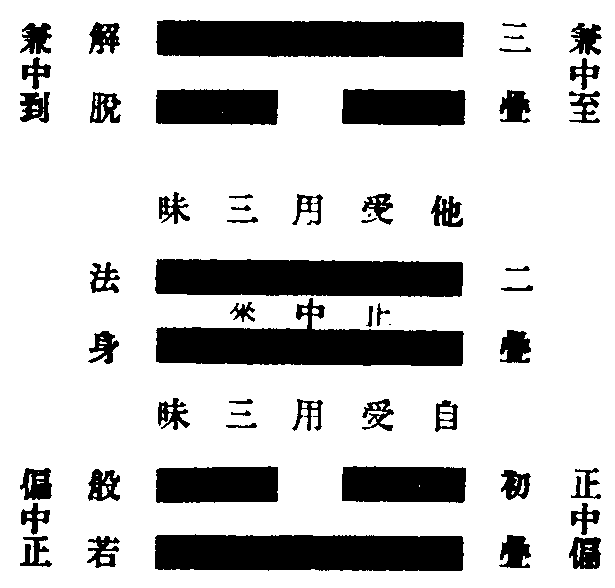 兼中至
三疊
解脫
兼中到
他受用三昧
二疊
正中來
法身
自受用三昧
正中偏
初疊
般若
偏中正